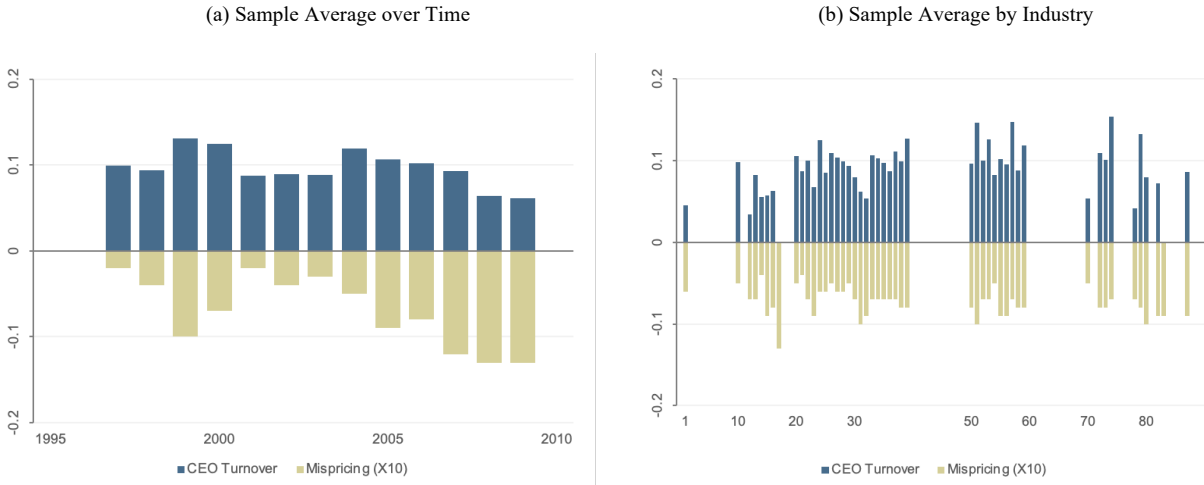 (a) Sample Average over Time
0.2
0.1
0
-0.1
-0.2
1995 2000 2005 2010
CEO Turnover Mispricing (X10)
(b) Sample Average by Industry
0.2
0.1
0
-0.1
-0.2
1 10 20 30 50 60 70 80
CEO Turnover Mispricing (X10)